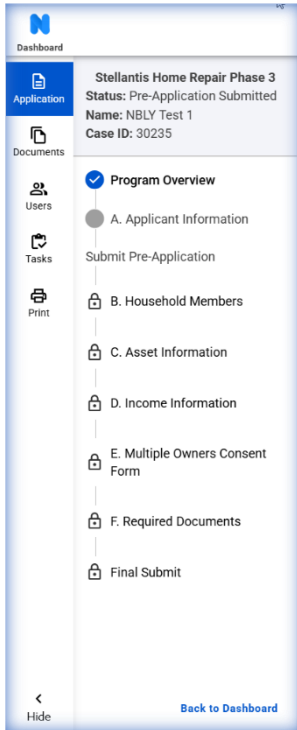 N
Dashboard
Application
Documents
Users
Tasks
Print
Hide
Stellantis Home Repair Phase 3
Status: Pre-Application Submitted
Name: NBLY Test 1
Case ID: 30235
Program Overview
A. Applicant Information
Submit Pre-Application
B. Household Members
C. Asset Information
D. Income Information
E. Multiple Owners Consent
Form
F. Required Documents
Final Submit
Back to Dashboard